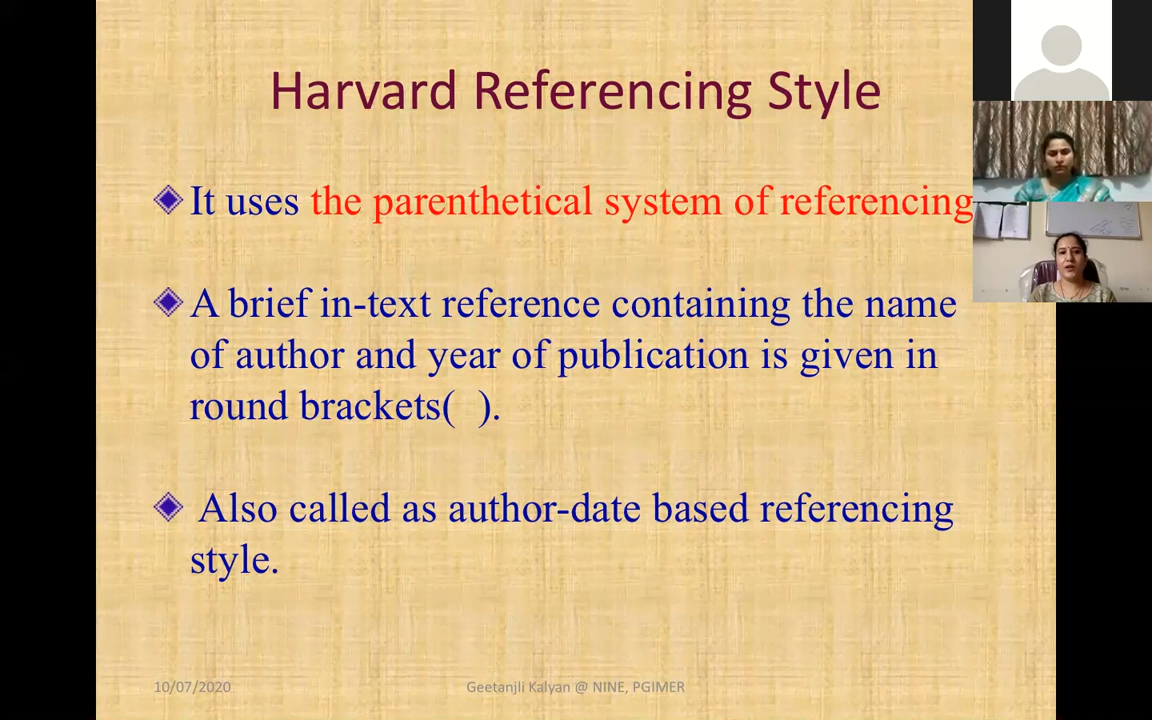 Harvard Referencing Style
It uses the parenthetical system of referencing
A brief in-text reference containing the name
of author and year of publication is given in
round brackets(  ).
Also called as author-date based referencing
style.
10/07/2020
Geetanjli Kalyan @ NINE, PGIMER